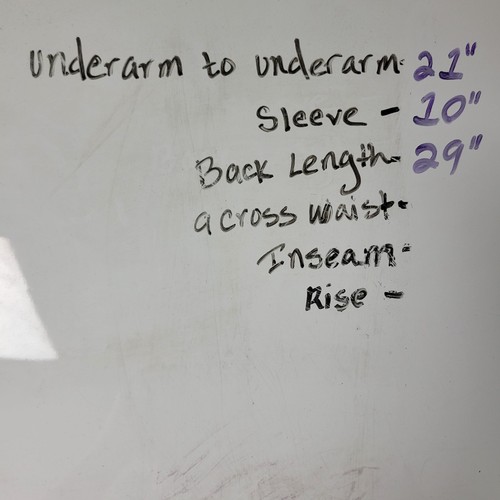 underarm to underarm- 21"
Sleeve - 10"
Back Length- 29"
across waist-
Inseam-
Rise -